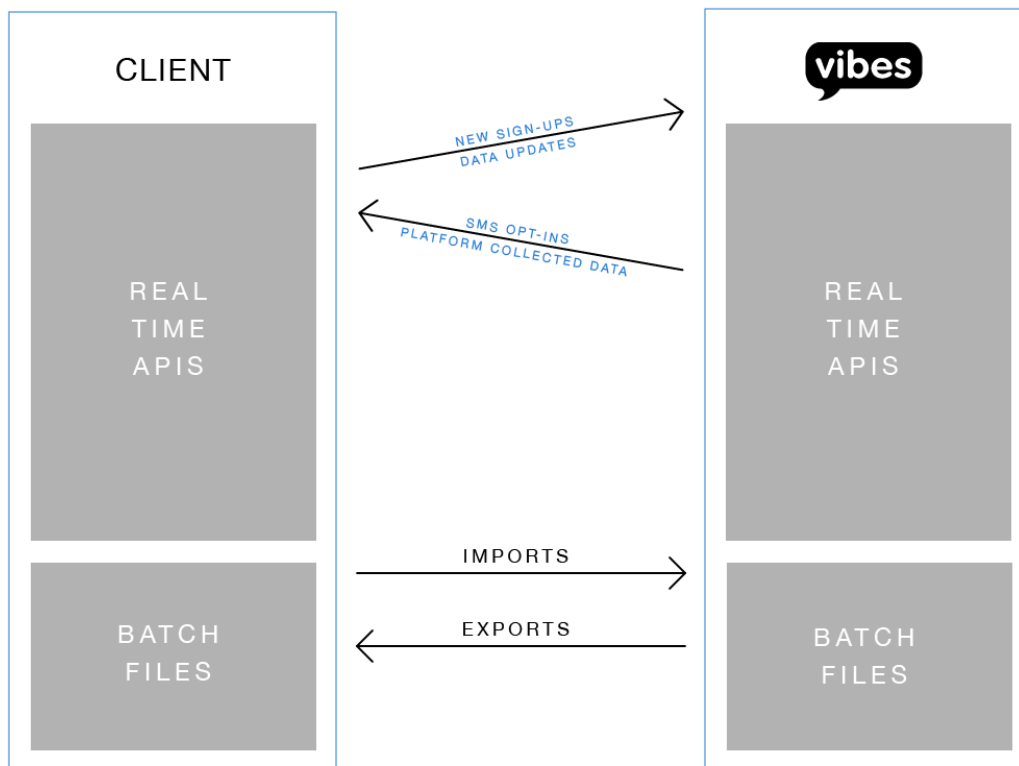 CLIENT
vibes
NEW SIGN-UPS
DATA UPDATES
SMS OPT-INS
PLATFORM COLLECTED DATA
REAL
TIME
APIS
REAL
TIME
APIS
IMPORTS
EXPORTS
BATCH
FILES
BATCH
FILES